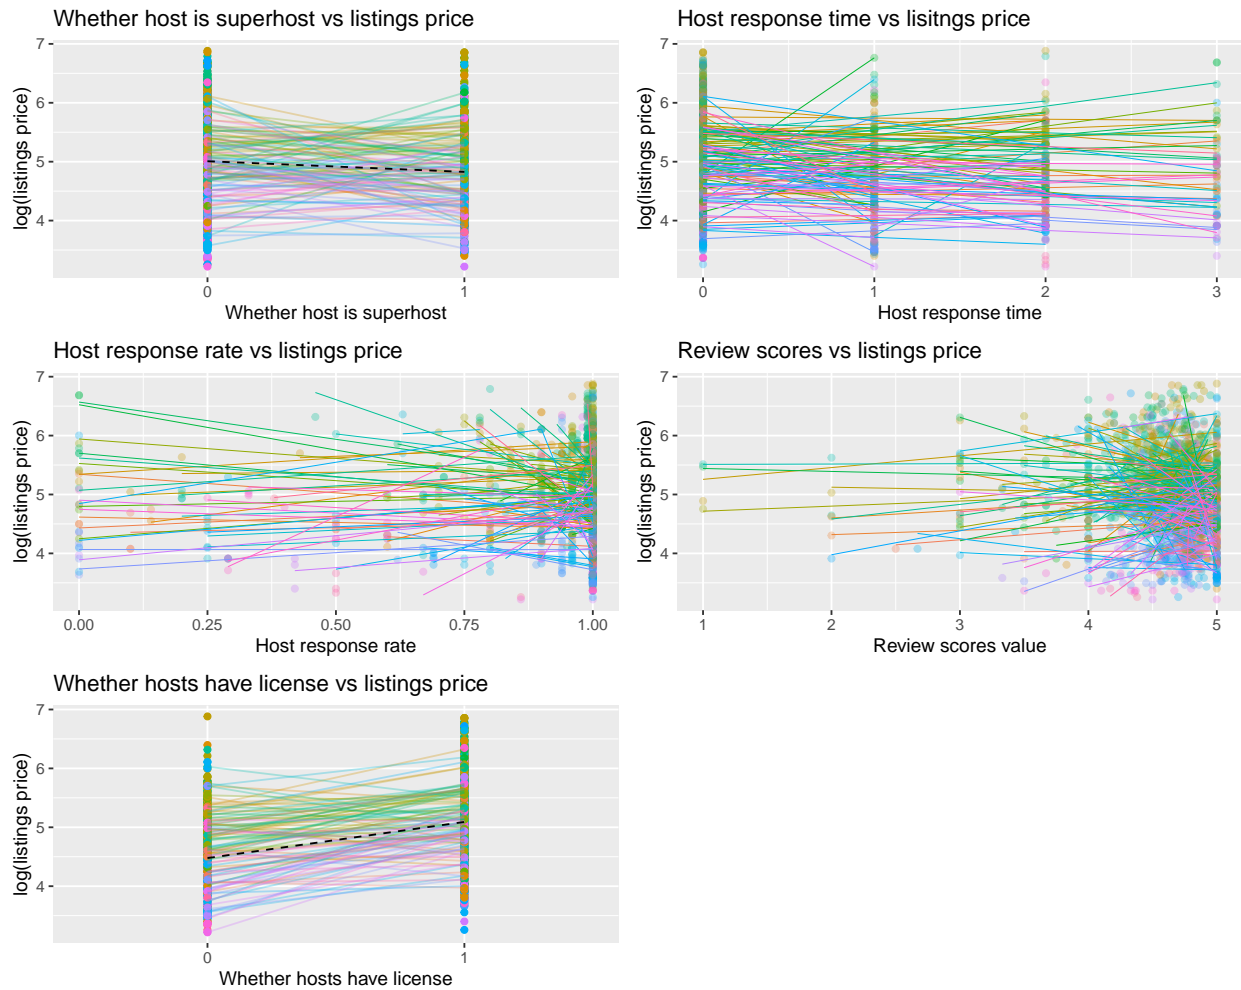 Whether host is superhost vs listings price
log(listings price)
7
6
5
4
0
1
Whether host is superhost
Host response time vs lisitngs price
log(listings price)
7
6
5
4
0
1
2
3
Host response time
Host response rate vs listings price
log(listings price)
7
6
5
4
0.00
0.25
0.50
0.75
1.00
Host response rate
Review scores vs listings price
log(listings price)
7
6
5
4
1
2
3
4
5
Review scores value
Whether hosts have license vs listings price
log(listings price)
7
6
5
4
0
1
Whether hosts have license